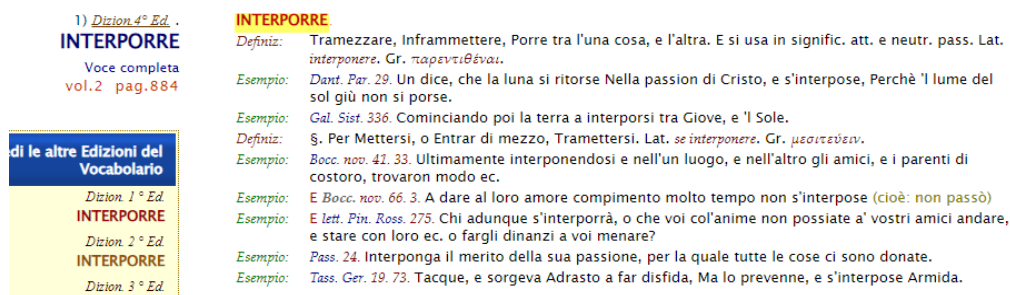 1) Dizion. 4° Ed. .
INTERPORRE
Voce completa
vol.2 pag.884
di le altre Edizioni del
Vocabolario
Dizion. 1 ° Ed.
INTERPORRE
Dizion. 2 ° Ed.
INTERPORRE
Dizion. 3 ° Ed.
INTERPORRE
Definiz: Tramezzare, Inframmettere, Porre tra l'una cosa, e l'altra. E si usa in signific. att. e neutr. pass. Lat.
interponere. Gr. παρεντιθέναι.
Esempio: Dant. Par. 29. Un dice, che la luna si ritorse Nella passion di Cristo, e s'interpose, Perchè 'l lume del
sol giù non si porse.
Esempio: Gal. Sist. 336. Cominciando poi la terra a interporsi tra Giove, e 'l Sole.
Definiz: §. Per Mettersi, o Entrar di mezzo, Tramettersi. Lat. se interponere. Gr. μεσιτεύειν.
Esempio: Bocc. nov. 41. 33. Ultimamente interponendosi e nell'un luogo, e nell'altro gli amici, e i parenti di
costoro, trovaron modo ec.
Esempio: E Bocc. nov. 66. 3. A dare al loro amore compimento molto tempo non s'interpose (cioè: non passò)
Esempio: E lett. Pin. Ross. 275. Chi adunque s'interporrà, o che voi col'anime non possiate a' vostri amici andare,
e stare con loro ec. o fargli dinanzi a voi menare?
Esempio: Pass. 24. Interponga il merito della sua passione, per la quale tutte le cose ci sono donate.
Esempio: Tass. Ger. 19. 73. Tacque, e sorgeva Adrasto a far disfida, Ma lo prevenne, e s'interpose Armida.